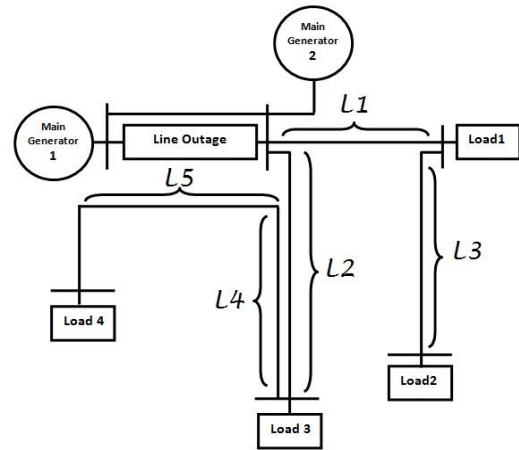 Main
Generator
2
Main
Generator
1
Line Outage
L1
Load1
L5
L4
L2
L3
Load 4
Load2
Load 3